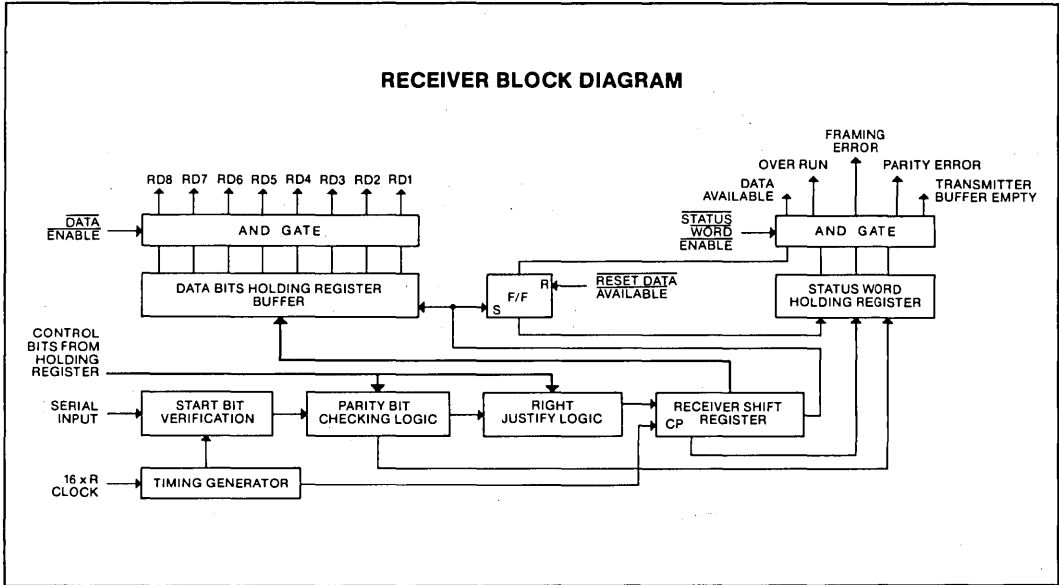 RECEIVER BLOCK DIAGRAM
FRAMING
ERROR
OVER RUN
PARITY ERROR
DATA
AVAILABLE
TRANSMITTER
BUFFER EMPTY
RD8 RD7 RD6 RD5 RD4 RD3 RD2 RD1
DATA
ENABLE
AND GATE
STATUS
WORD
ENABLE
AND GATE
DATA BITS HOLDING REGISTER
BUFFER
F/F
R
S
RESET DATA
AVAILABLE
STATUS WORD
HOLDING REGISTER
CONTROL
BITS FROM
HOLDING
REGISTER
SERIAL
INPUT
START BIT
VERIFICATION
PARITY BIT
CHECKING LOGIC
RIGHT
JUSTIFY LOGIC
RECEIVER SHIFT
REGISTER
CP
16 x R
CLOCK
TIMING GENERATOR